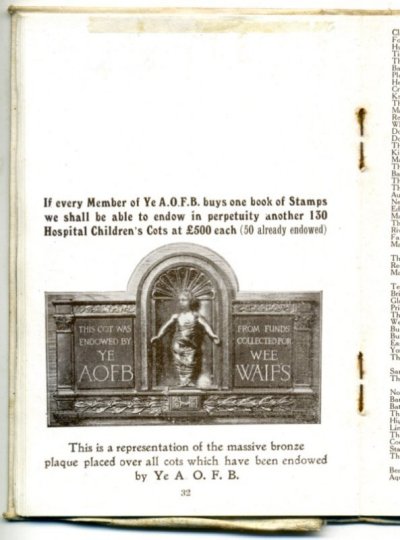 If every Member of Ye A.O.F.B. buys one book of Stamps
we shall be able to endow in perpetuity another 130
Hospital Children's Cots at £500 each (50 already endowed)
THIS COT WAS
ENDOWED BY
YE
AOFB
FROM FUNDS
COLLECTED FOR
WEE
WAIFS
This is a representation of the massive bronze
plaque placed over all cots which have been endowed
by Ye A O. F. B.
32